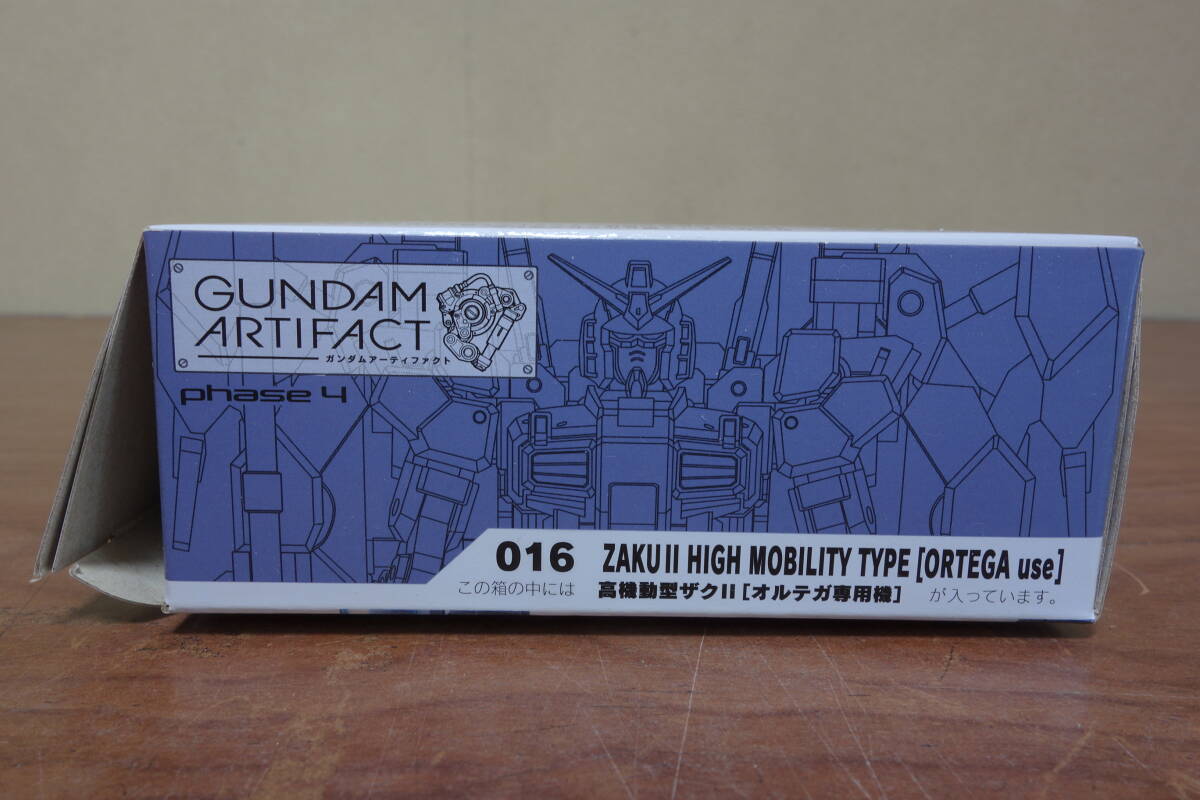 GUNDAM
ARTIFACT
ガンダムアーティファクト
phase 4
016 ZAKU II HIGH MOBILITY TYPE [ORTEGA use]
この箱の中には 高機動型ザクII [オルテガ専用機] が入っています。